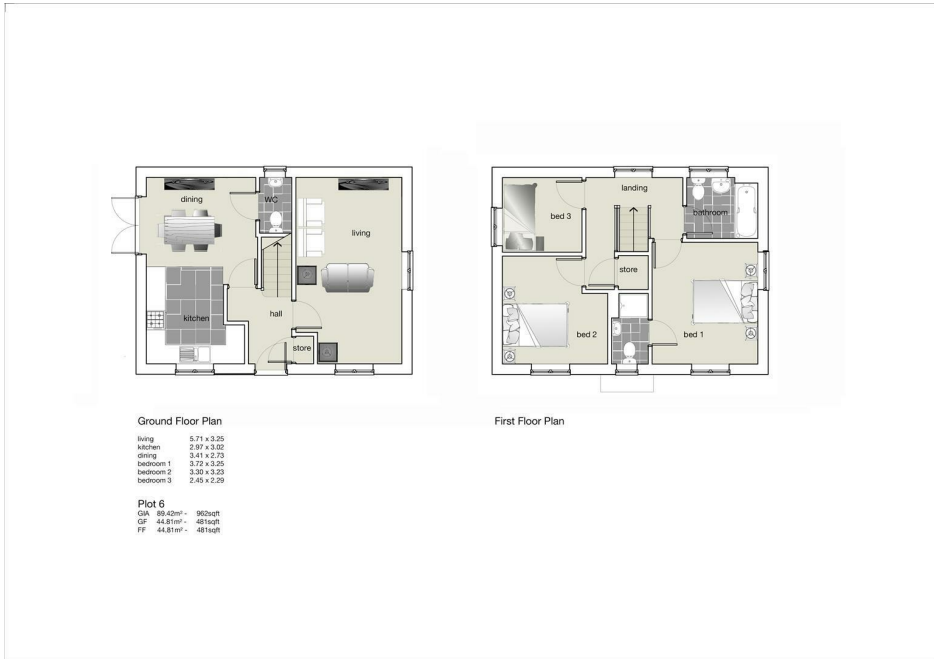 dining
WC
living
kitchen
hall
store
bed 3
landing
bathroom
store
bed 2
bed 1
Ground Floor Plan
living 5.71 x 3.25
kitchen 2.97 x 3.02
dining 3.41 x 2.73
bedroom 1 3.72 x 3.25
bedroom 2 3.30 x 3.23
bedroom 3 2.45 x 2.29
Plot 6
GIA 89.42m² - 962sqft
GF 44.81m² - 481sqft
FF 44.81m² - 481sqft
First Floor Plan